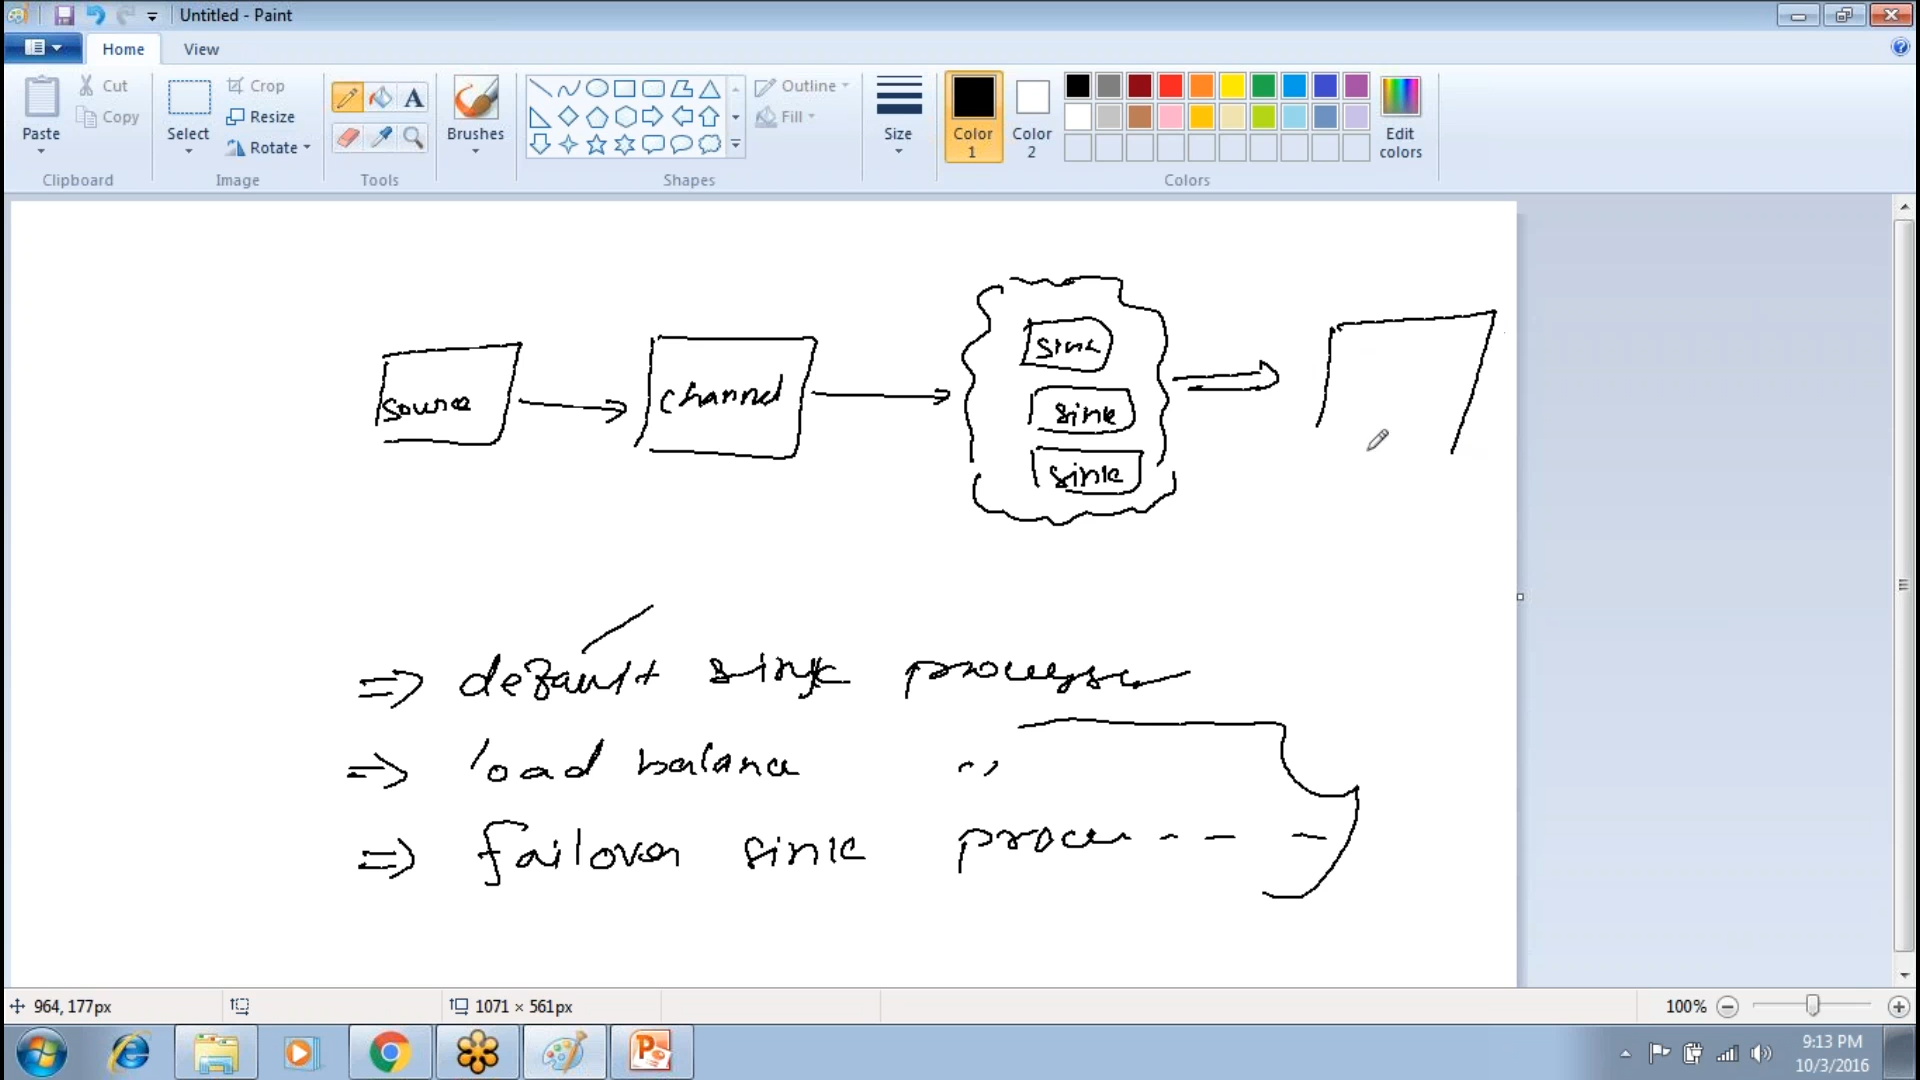 Untitled - Paint
Home View
Cut
Copy
Paste
Clipboard
Crop
Resize
Rotate
Select
Image
Tools
Brushes
Shapes
Outline
Fill
Size
Color 1
Color 2
Edit colors
Colors
source
channel
sink
sink
sink
=> default sink processor
=> load balance ''
=> failover sink proce - - -
964, 177px
1071 × 561px
100%
9:13 PM
10/3/2016